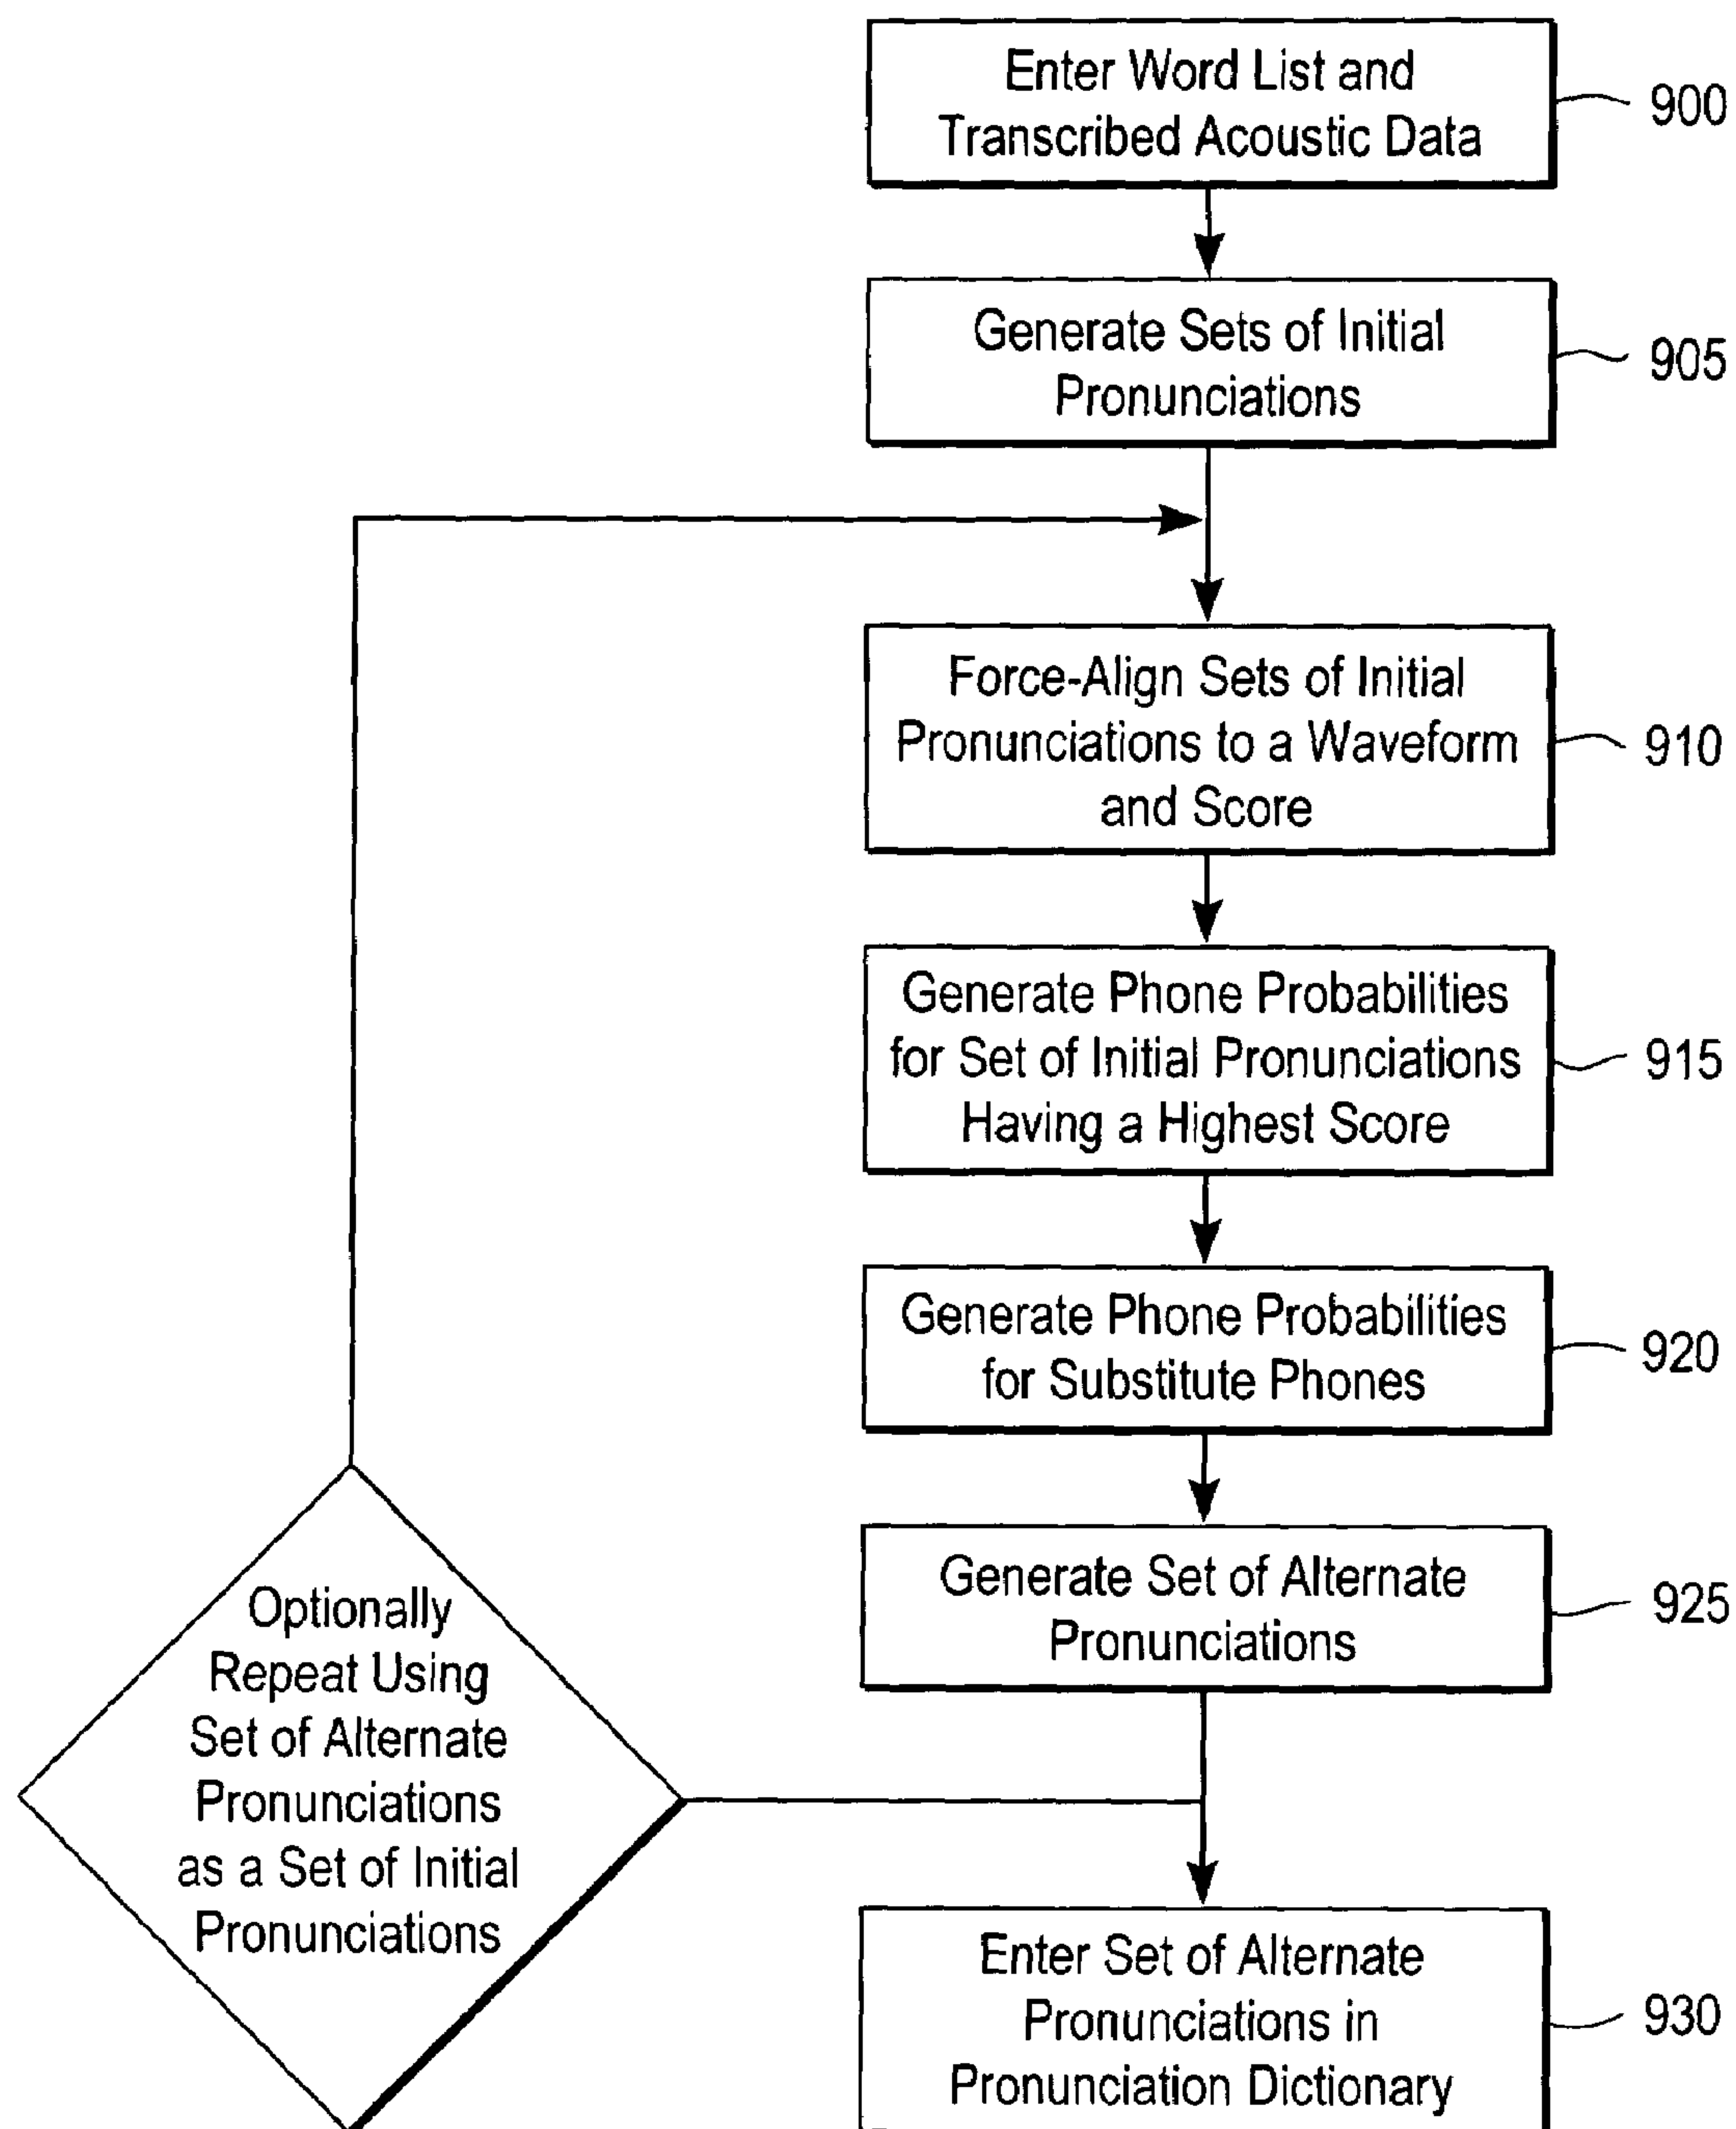 Enter Word List and
Transcribed Acoustic Data
900
Generate Sets of Initial
Pronunciations
905
Force-Align Sets of Initial
Pronunciations to a Waveform
and Score
910
Generate Phone Probabilities
for Set of Initial Pronunciations
Having a Highest Score
915
Generate Phone Probabilities
for Substitute Phones
920
Generate Set of Alternate
Pronunciations
925
Optionally
Repeat Using
Set of Alternate
Pronunciations
as a Set of Initial
Pronunciations
Enter Set of Alternate
Pronunciations in
Pronunciation Dictionary
930